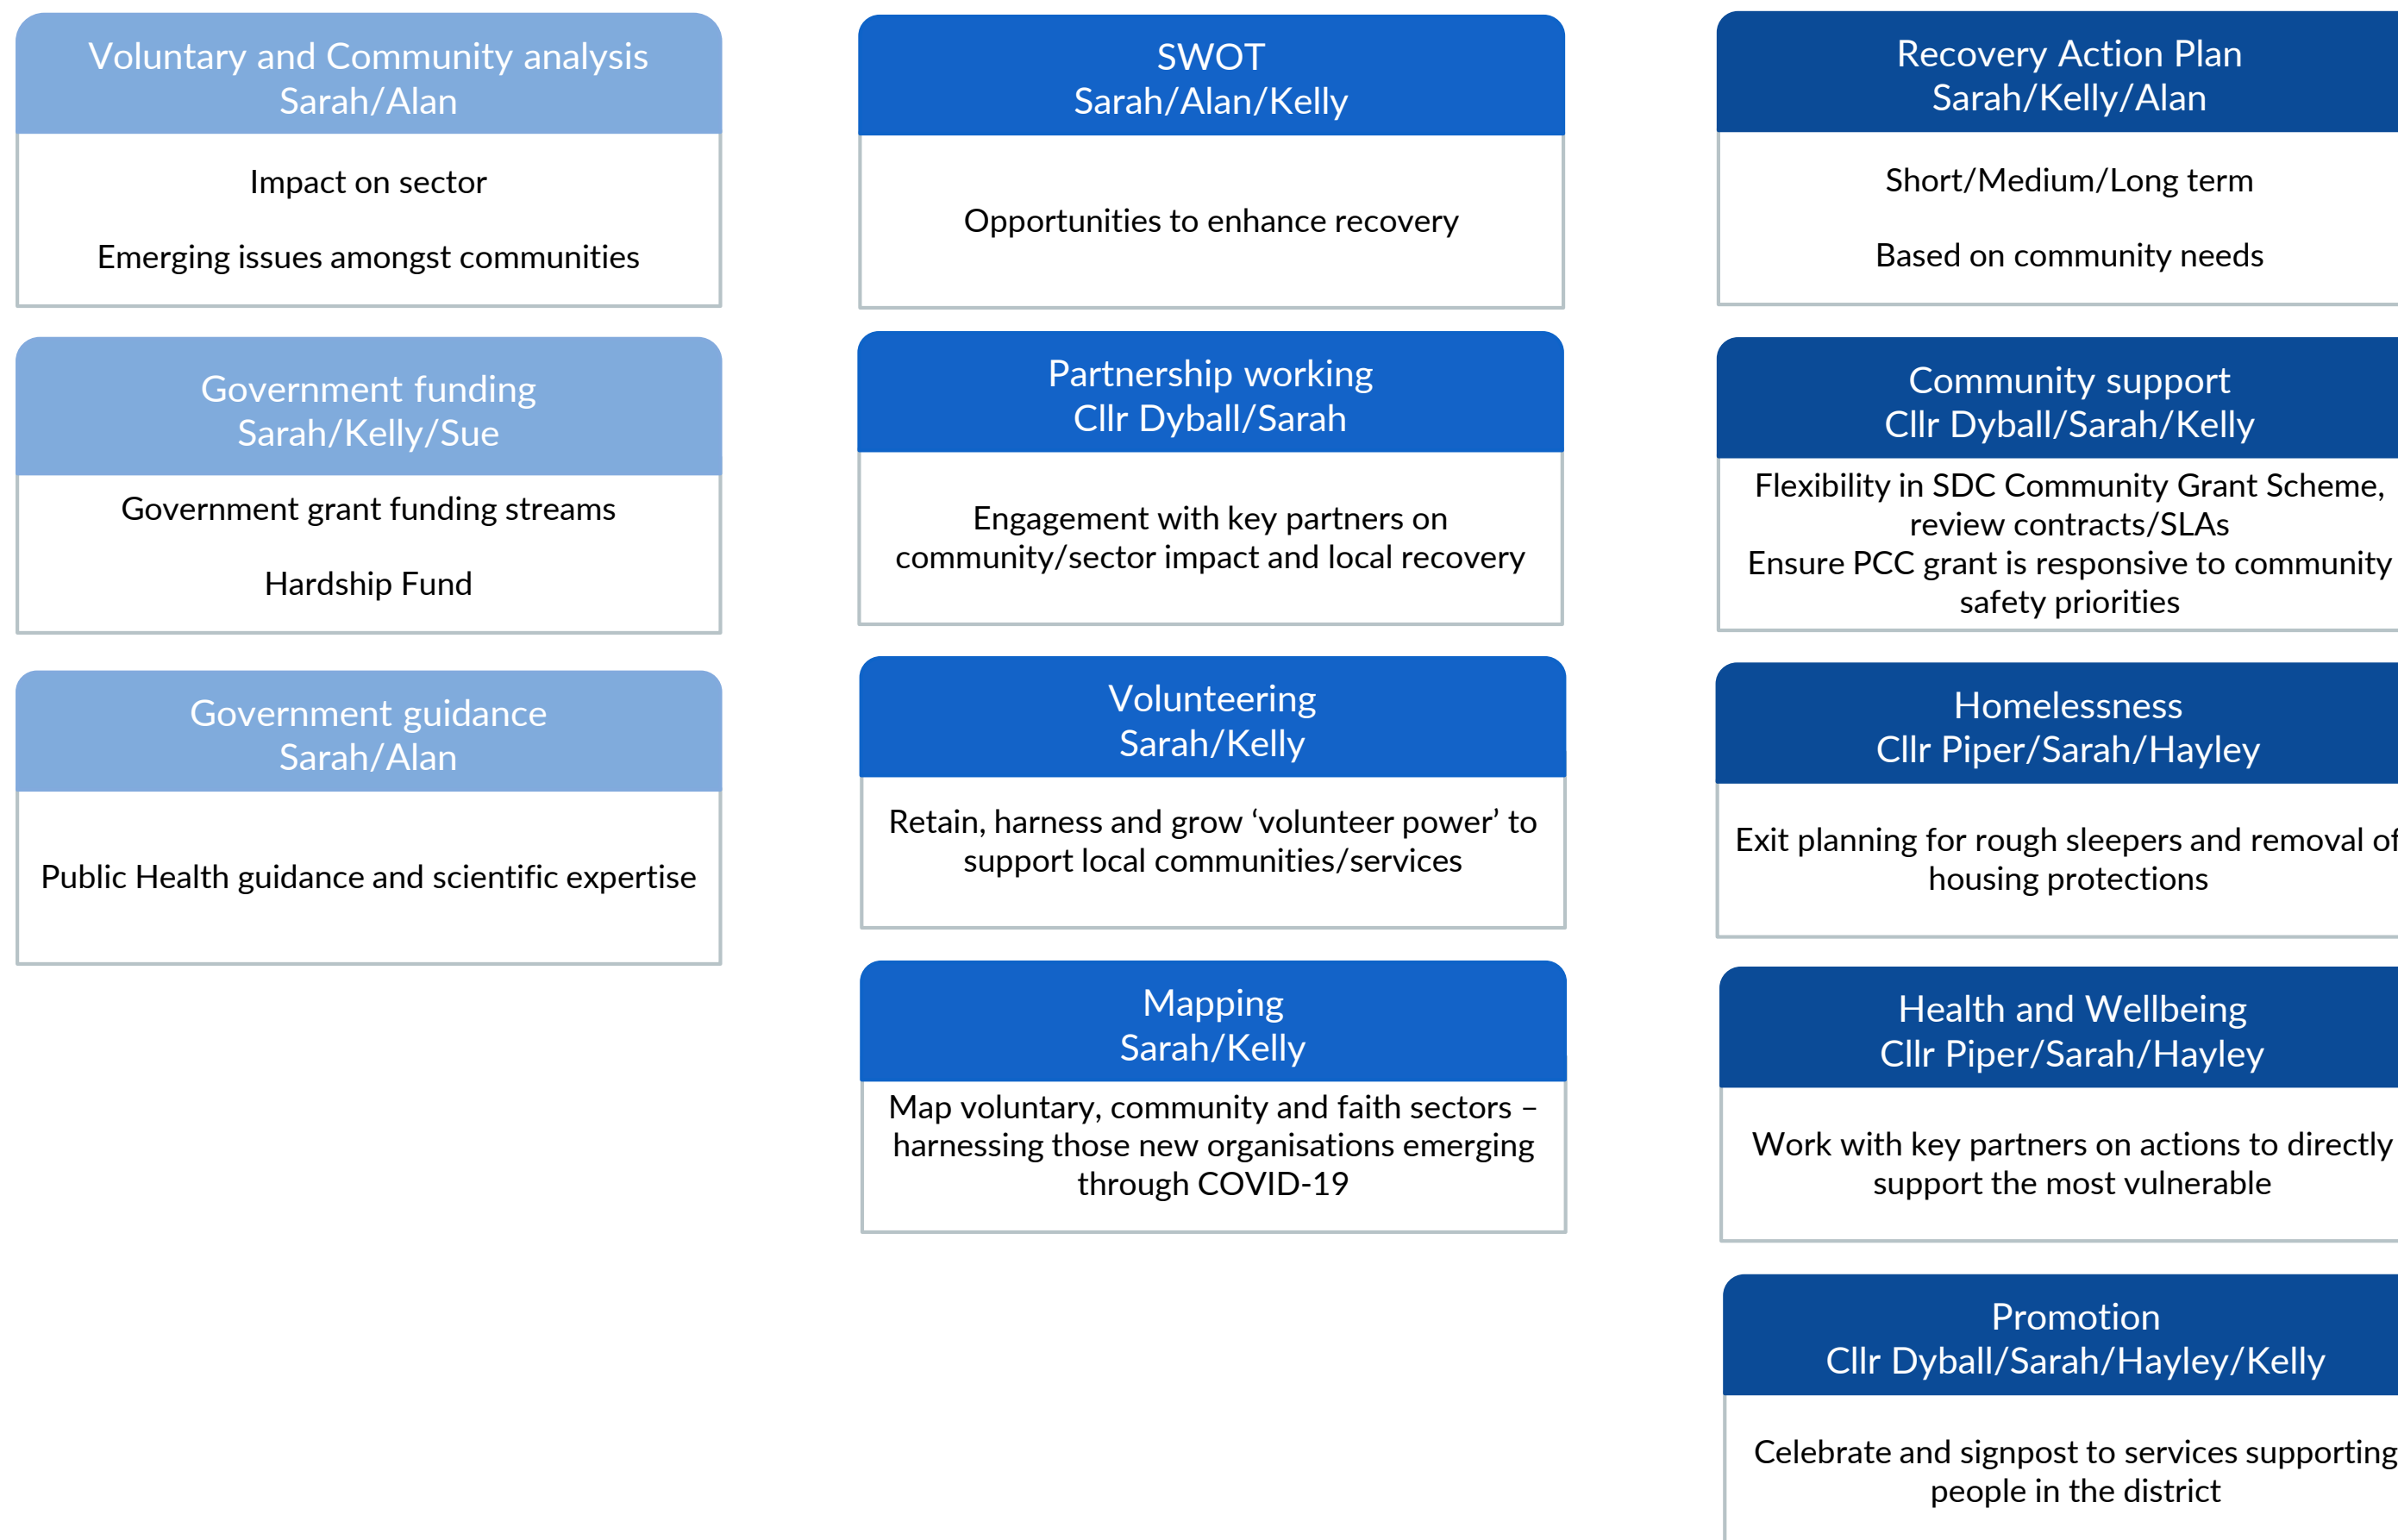 Voluntary and Community analysis
Sarah/Alan
Impact on sector
Emerging issues amongst communities
Government funding
Sarah/Kelly/Sue
Government grant funding streams
Hardship Fund
Government guidance
Sarah/Alan
Public Health guidance and scientific expertise
SWOT
Sarah/Alan/Kelly
Opportunities to enhance recovery
Partnership working
Cllr Dyball/Sarah
Engagement with key partners on
community/sector impact and local recovery
Volunteering
Sarah/Kelly
Retain, harness and grow ‘volunteer power’ to
support local communities/services
Mapping
Sarah/Kelly
Map voluntary, community and faith sectors –
harnessing those new organisations emerging
through COVID-19
Recovery Action Plan
Sarah/Kelly/Alan
Short/Medium/Long term
Based on community needs
Community support
Cllr Dyball/Sarah/Kelly
Flexibility in SDC Community Grant Scheme,
review contracts/SLAs
Ensure PCC grant is responsive to community
safety priorities
Homelessness
Cllr Piper/Sarah/Hayley
Exit planning for rough sleepers and removal of
housing protections
Health and Wellbeing
Cllr Piper/Sarah/Hayley
Work with key partners on actions to directly
support the most vulnerable
Promotion
Cllr Dyball/Sarah/Hayley/Kelly
Celebrate and signpost to services supporting
people in the district